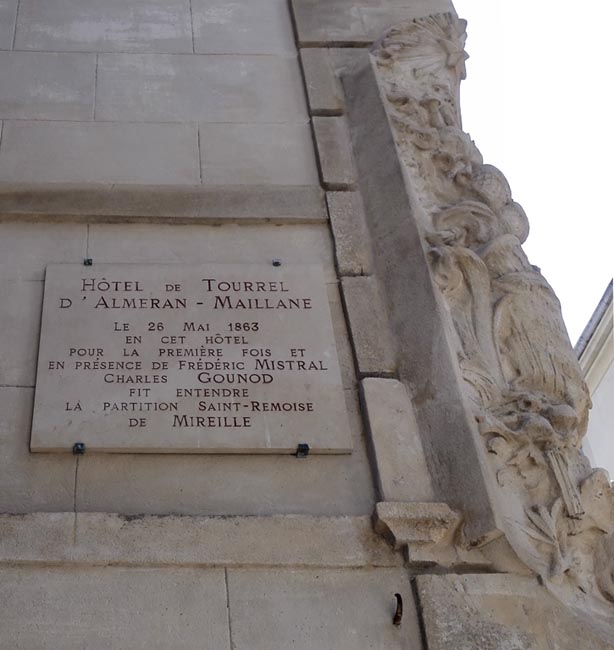 HÔTEL DE TOURREL
D'ALMERAN - MAILLANE
LE 26 MAI 1863
EN CET HÔTEL
POUR LA PREMIÈRE FOIS ET
EN PRÉSENCE DE FRÉDÉRIC MISTRAL
CHARLES GOUNOD
FIT ENTENDRE
LA PARTITION SAINT-REMOISE
DE MIREILLE